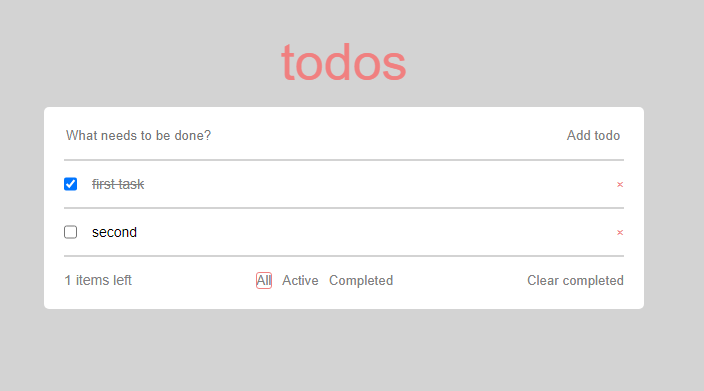 todos
What needs to be done? Add todo
first task ×
second ×
1 items left All Active Completed Clear completed